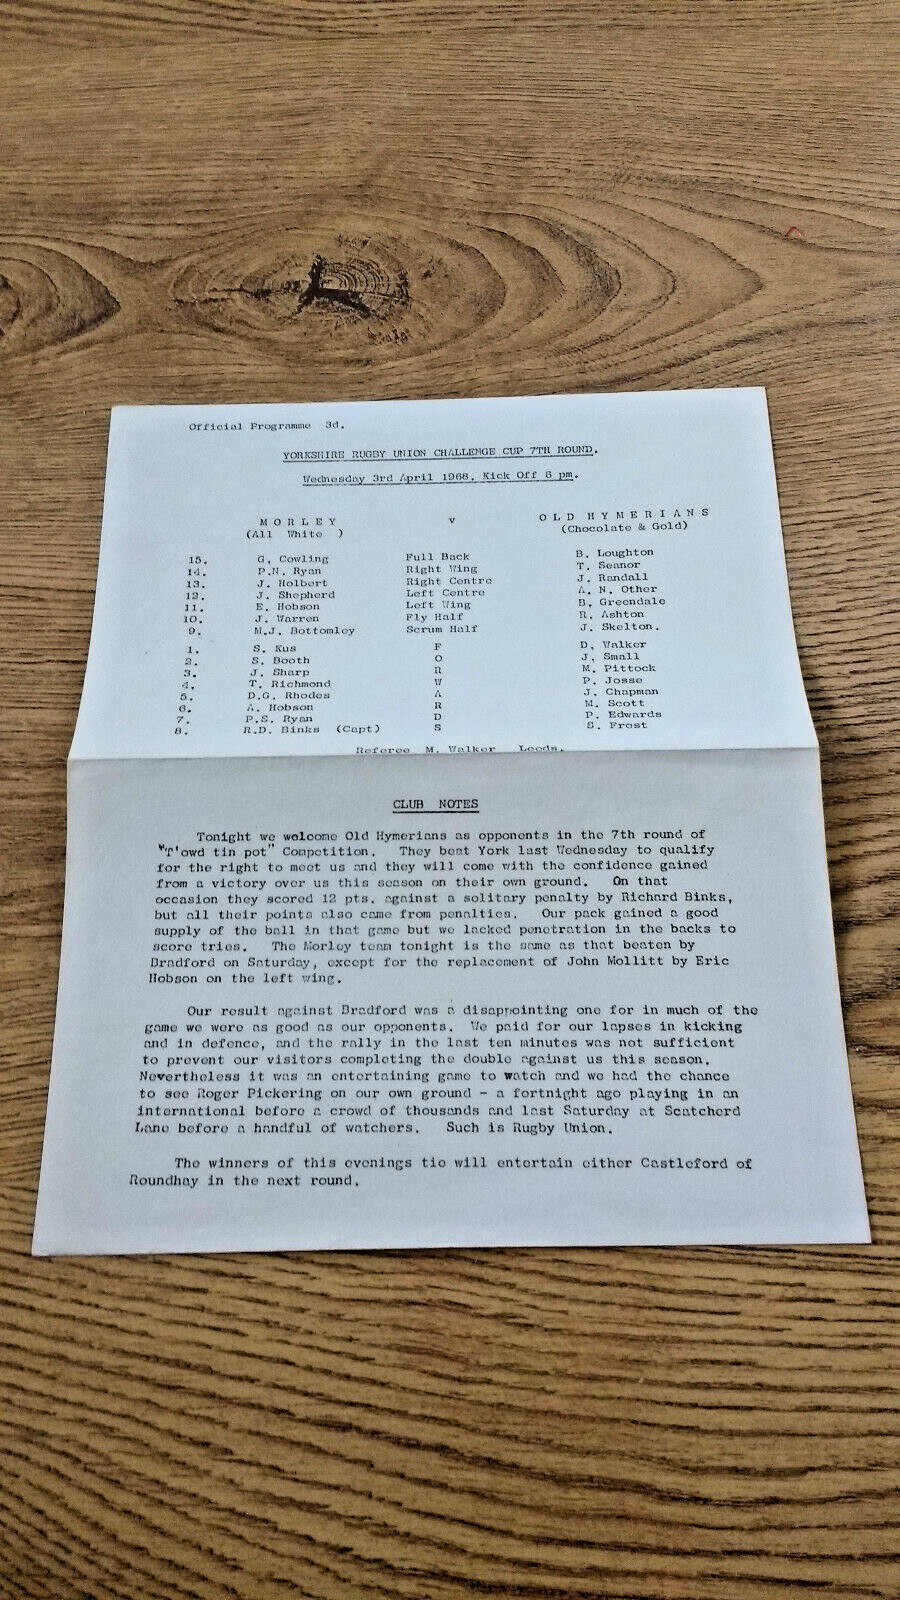 Official Programme 3d.
YORKSHIRE RUGBY UNION CHALLENGE CUP 7TH ROUND.
Wednesday 3rd April 1968. Kick Off 6 pm.
M O R L E Y v O L D H Y M E R I A N S
(All White ) (Chocolate & Gold)
15. G. Cowling Full Back B. Loughton
14. P.N. Ryan Right Wing T. Seanor
13. J. Holbert Right Centre J. Randall
12. J. Shepherd Left Centre A. N. Other
11. E. Hobson Left Wing B. Greendale
10. J. Warren Fly Half R. Ashton
9. M.J. Bottomley Scrum Half J. Skelton.
1. S. Kus F D. Walker
2. S. Booth O J. Small
3. J. Sharp R M. Pittock
4. T. Richmond W P. Josse
5. D.G. Rhodes A J. Chapman
6. A. Hobson R M. Scott
7. P.S. Ryan D P. Edwards
8. R.D. Binks (Capt) S S. Frost
Referee M. Walker Leeds.
CLUB NOTES
Tonight we welcome Old Hymerians as opponents in the 7th round of
"T'owd tin pot" Competition. They beat York last Wednesday to qualify
for the right to meet us and they will come with the confidence gained
from a victory over us this season on their own ground. On that
occasion they scored 12 pts. against a solitary penalty by Richard Binks,
but all their points also came from penalties. Our pack gained a good
supply of the ball in that game but we lacked penetration in the backs to
score tries. The Morley team tonight is the same as that beaten by
Bradford on Saturday, except for the replacement of John Mollitt by Eric
Hobson on the left wing.
Our result against Bradford was a disappointing one for in much of the
game we were as good as our opponents. We paid for our lapses in kicking
and in defence, and the rally in the last ten minutes was not sufficient
to prevent our visitors completing the double against us this season.
Nevertheless it was an entertaining game to watch and we had the chance
to see Roger Pickering on our own ground - a fortnight ago playing in an
international before a crowd of thousands and last Saturday at Scatcherd
Lane before a handful of watchers. Such is Rugby Union.
The winners of this evenings tie will entertain either Castleford of
Roundhay in the next round.